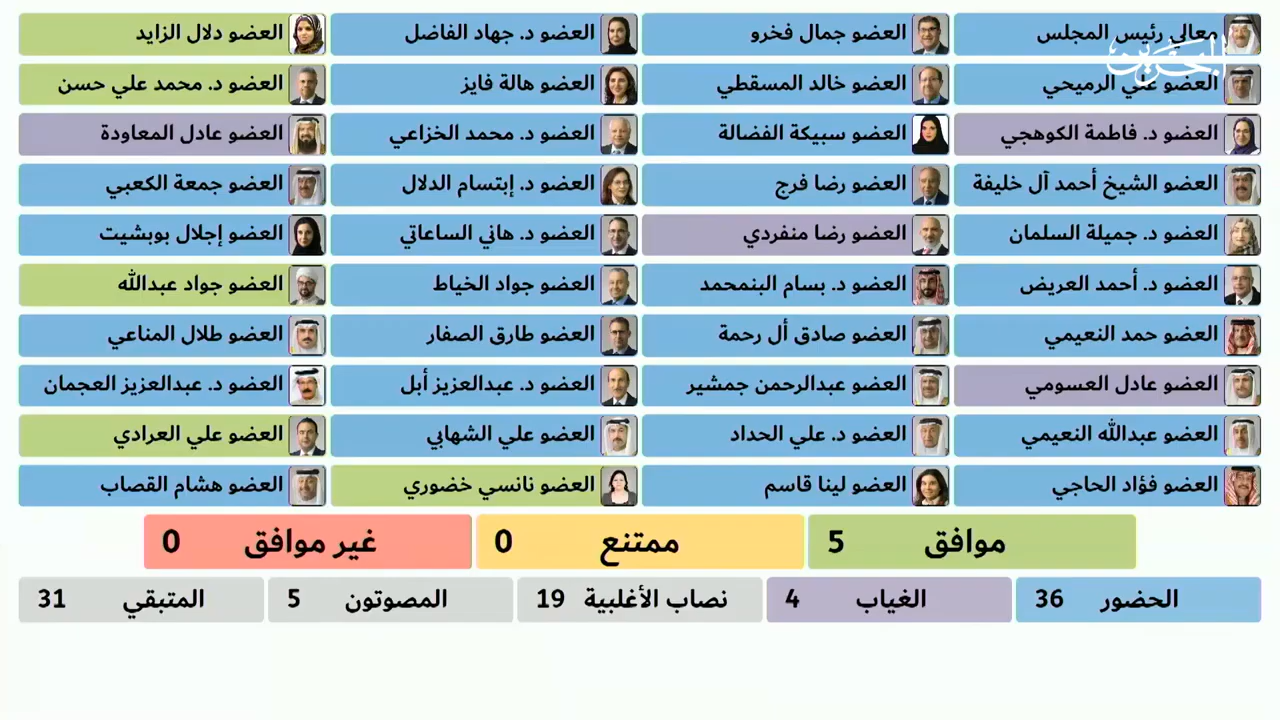 معالي رئيس المجلس
العضو جمال فخرو
العضو د. جهاد الفاضل
العضو دلال الزايد
البحرين
العضو علي الرميحي
العضو خالد المسقطي
العضو هالة فايز
العضو د. محمد علي حسن
العضو د. فاطمة الكوهجي
العضو سبيكة الفضالة
العضو د. محمد الخزاعي
العضو عادل المعاودة
العضو الشيخ أحمد آل خليفة
العضو رضا فرج
العضو د. إبتسام الدلال
العضو جمعة الكعبي
العضو د. جميلة السلمان
العضو رضا منفردي
العضو د. هاني الساعاتي
العضو إجلال بوبشيت
العضو د. أحمد العريض
العضو د. بسام البنمحمد
العضو جواد الخياط
العضو جواد عبدالله
العضو حمد النعيمي
العضو صادق أل رحمة
العضو طارق الصفار
العضو طلال المناعي
العضو عادل العسومي
العضو عبدالرحمن جمشير
العضو د. عبدالعزيز أبل
العضو د. عبدالعزيز العجمان
العضو عبدالله النعيمي
العضو د. علي الحداد
العضو علي الشهابي
العضو علي العرادي
العضو فؤاد الحاجي
العضو لينا قاسم
العضو نانسي خضوري
العضو هشام القصاب
موافق 5
ممتنع 0
غير موافق 0
الحضور 36
الغياب 4
نصاب الأغلبية 19
المصوتون 5
المتبقي 31